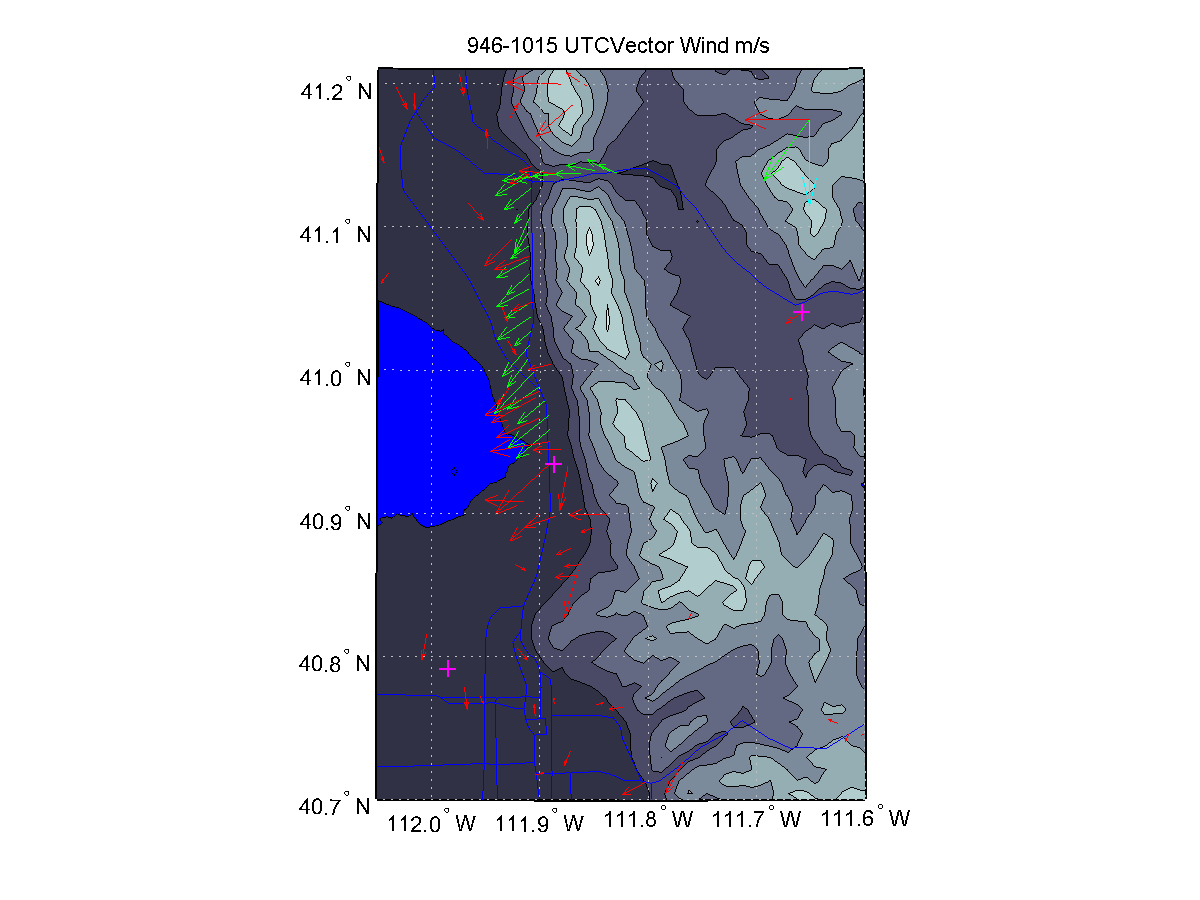 946-1015 UTCVector Wind m/s
41.2° N
41.1° N
41.0° N
40.9° N
40.8° N
40.7° N
112.0° W 111.9° W 111.8° W 111.7° W 111.6° W